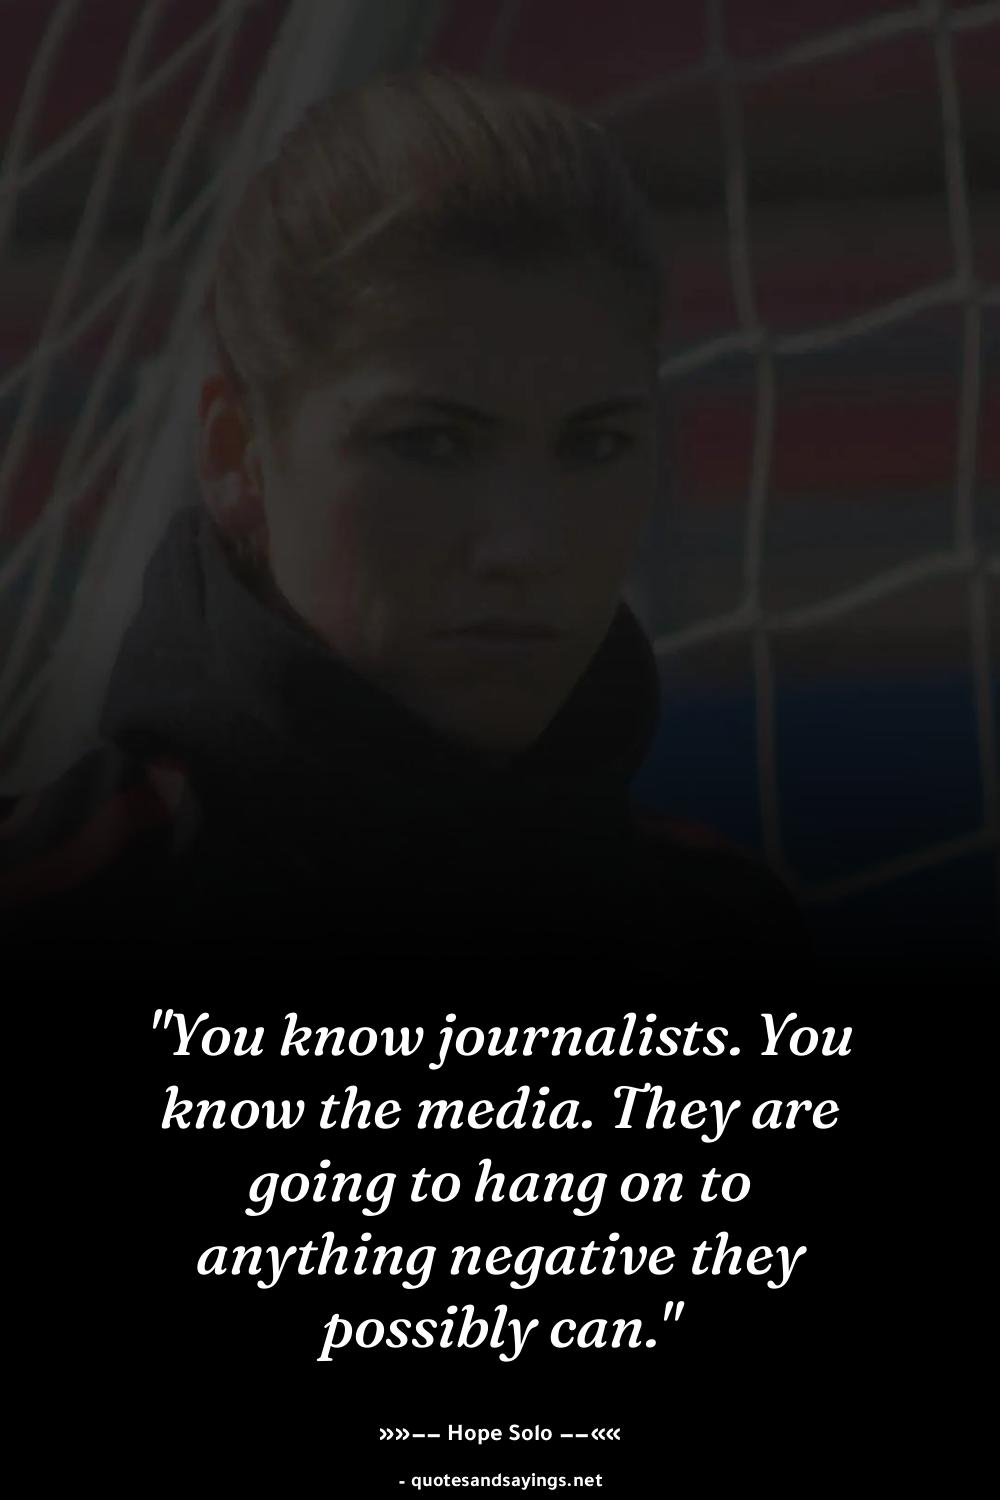 "You know journalists. You
know the media. They are
going to hang on to
anything negative they
possibly can."
»»−− Hope Solo −−««
- quotesandsayings.net